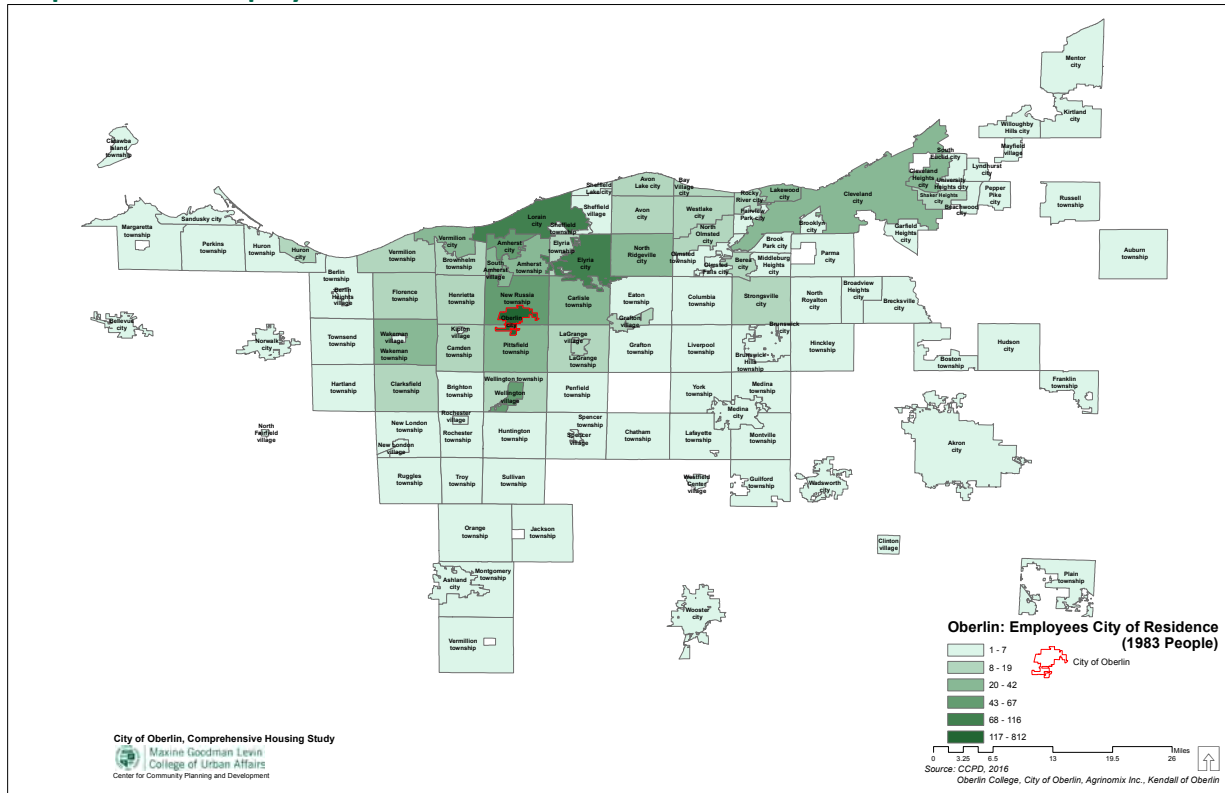 Mentor
city
Kirtland
city
Willoughby
Hills city
Mayfield
village
Catawba
Island
township
South
Euclid city
Lyndhurst
city
Cleveland
Heights city
University
Heights city
Shaker Heights
city
Beachwood
city
Pepper
Pike
city
Russell
township
Auburn
township
Cleveland
city
Lakewood
city
Rocky
River city
Bay
Village city
Fairview
Park city
Brooklyn
city
Garfield
Heights
city
Avon
Lake city
Sheffield
Lake city
Sheffield
village
Avon
city
Westlake
city
North
Olmsted
city
Olmsted
township
Olmsted
Falls city
Brook
Park city
Berea
city
Middleburg
Heights
city
Parma
city
Lorain
city
Sheffield
township
Elyria
township
Elyria
city
North
Ridgeville
city
Margaretta
township
Sandusky city
Perkins
township
Huron
township
Huron
city
Berlin
township
Berlin
Heights
village
Vermilion
township
Vermilion
city
Brownhelm
township
Amherst
city
South
Amherst
village
Amherst
township
Bellevue
city
Norwalk
city
Florence
township
Henrietta
township
New Russia
township
Oberlin
city
Carlisle
township
Eaton
township
Columbia
township
Strongsville
city
North
Royalton
city
Broadview
Heights
city
Brecksville
city
Grafton
village
Townsend
township
Wakeman
village
Wakeman
township
Kipton
village
Camden
township
Pittsfield
township
LaGrange
village
LaGrange
township
Grafton
township
Liverpool
township
Brunswick
city
Brunswick
Hills
township
Hinckley
township
Boston
township
Hudson
city
Hartland
township
Clarksfield
township
Brighton
township
Wellington township
Wellington
village
Penfield
township
York
township
Medina
township
Medina
city
Franklin
township
North
Fairfield
village
New London
township
New London
village
Rochester
village
Rochester
township
Huntington
township
Spencer
township
Spencer
village
Chatham
township
Lafayette
township
Montville
township
Akron
city
Ruggles
township
Troy
township
Sullivan
township
Westfield
Center
village
Guilford
township
Wadsworth
city
Orange
township
Jackson
township
Clinton
village
Ashland
city
Montgomery
township
Plain
township
Wooster
city
Vermillion
township
Oberlin: Employees City of Residence
(1983 People)
1 - 7
8 - 19
20 - 42
43 - 67
68 - 116
117 - 812
City of Oberlin
Miles
0 3.25 6.5 13 19.5 26
Source: CCPD, 2016
Oberlin College, City of Oberlin, Agrinomix Inc., Kendall of Oberlin
City of Oberlin, Comprehensive Housing Study
Maxine Goodman Levin
College of Urban Affairs
Center for Community Planning and Development